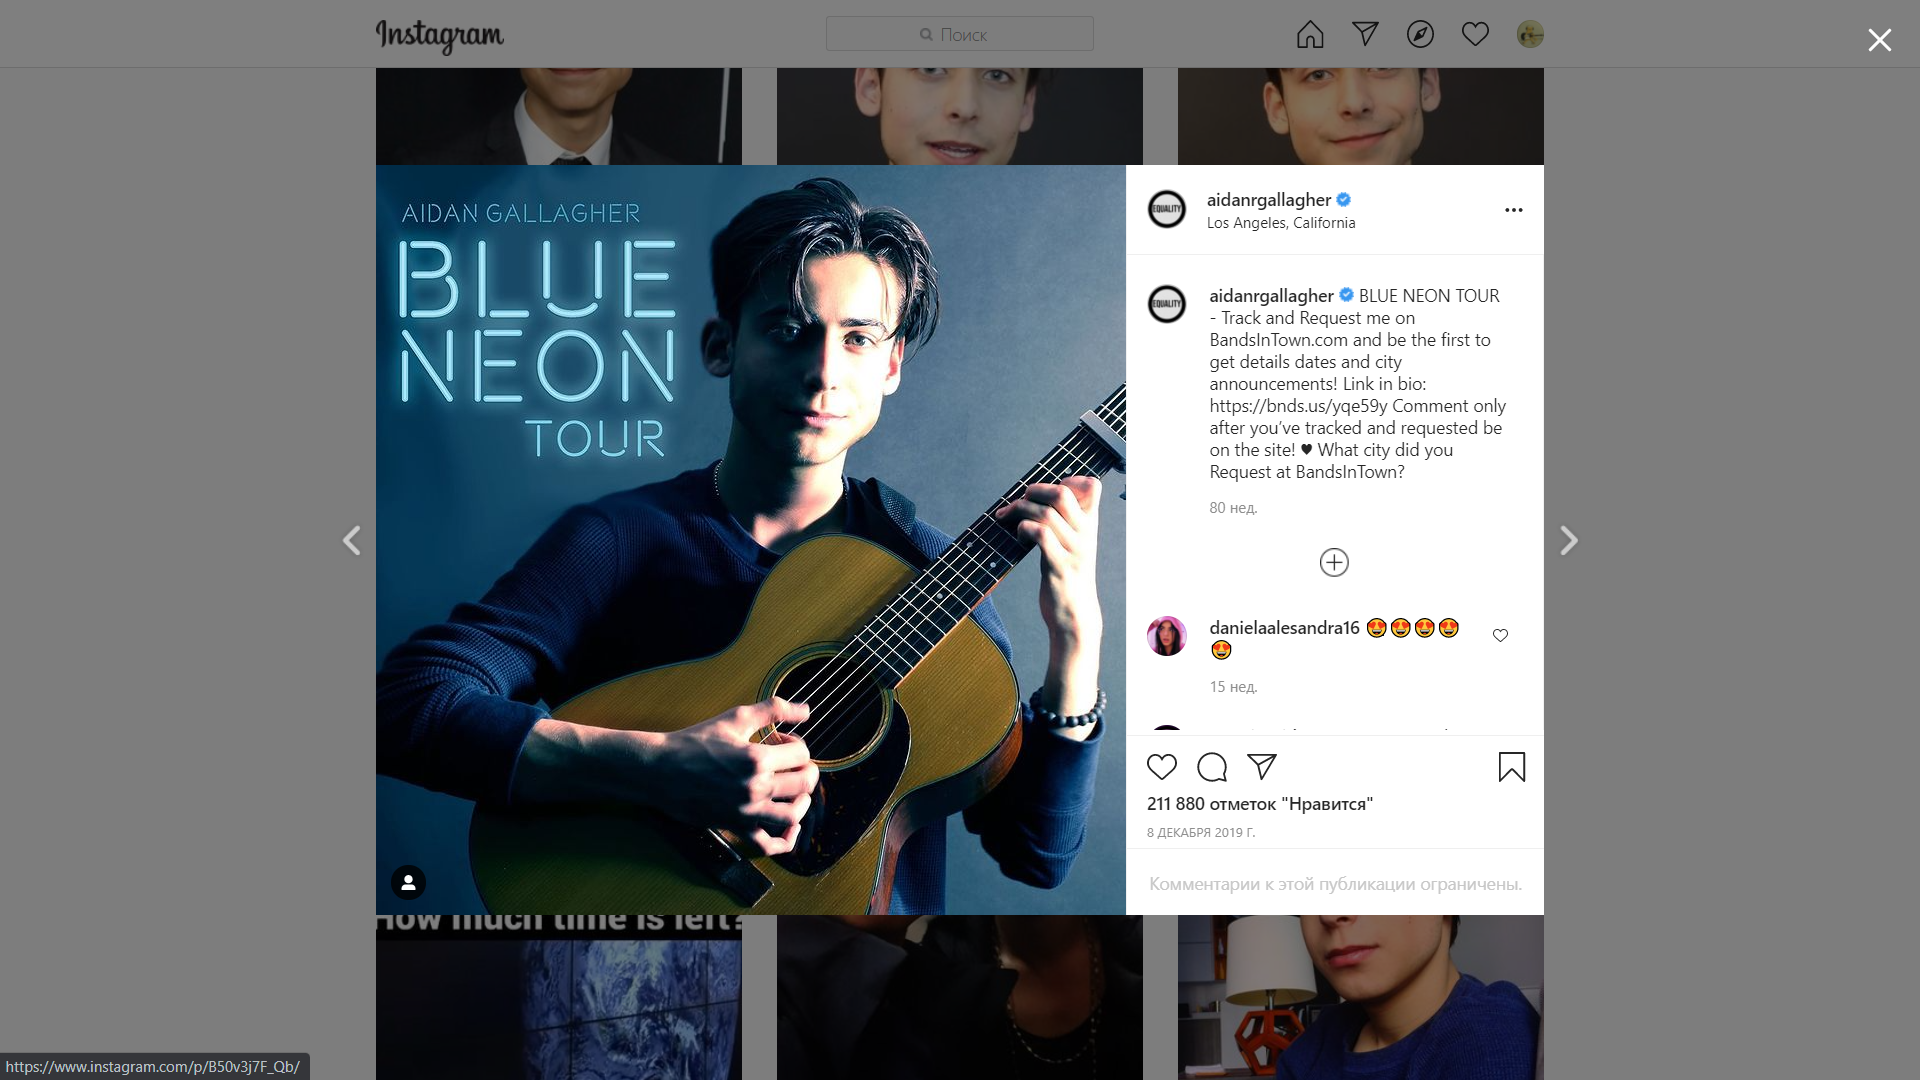 Instagram
Поиск
AIDAN GALLAGHER
BLUE
NEON
TOUR
EQUALITY
aidanrgallagher
Los Angeles, California
EQUALITY
aidanrgallagher BLUE NEON TOUR
- Track and Request me on
BandsInTown.com and be the first to
get details dates and city
announcements! Link in bio:
https://bnds.us/yqe59y Comment only
after you’ve tracked and requested be
on the site! ♥ What city did you
Request at BandsInTown?
80 нед.
danielaalesandra16 😍😍😍😍
😍
15 нед.
211 880 отметок "Нравится"
8 ДЕКАБРЯ 2019 Г.
Комментарии к этой публикации ограничены.
How much time is left?
https://www.instagram.com/p/B50v3j7F_Qb/